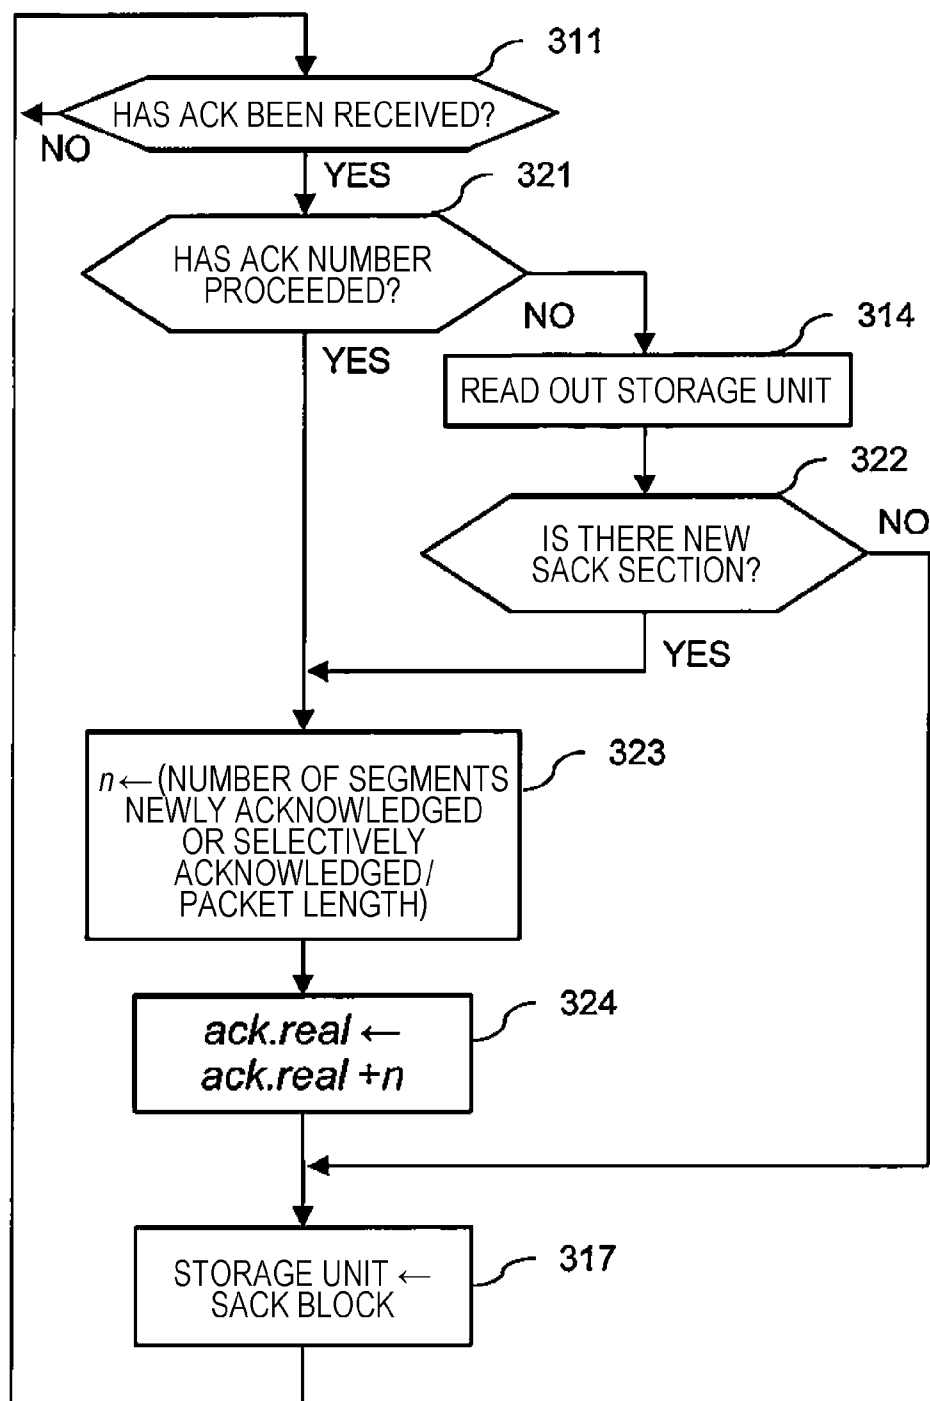 311
HAS ACK BEEN RECEIVED?
NO
YES
321
HAS ACK NUMBER
PROCEEDED?
NO
YES
314
READ OUT STORAGE UNIT
322
NO
IS THERE NEW
SACK SECTION?
YES
323
n←(NUMBER OF SEGMENTS
NEWLY ACKNOWLEDGED
OR SELECTIVELY
ACKNOWLEDGED/
PACKET LENGTH)
324
ack.real ←
ack.real +n
317
STORAGE UNIT ←
SACK BLOCK